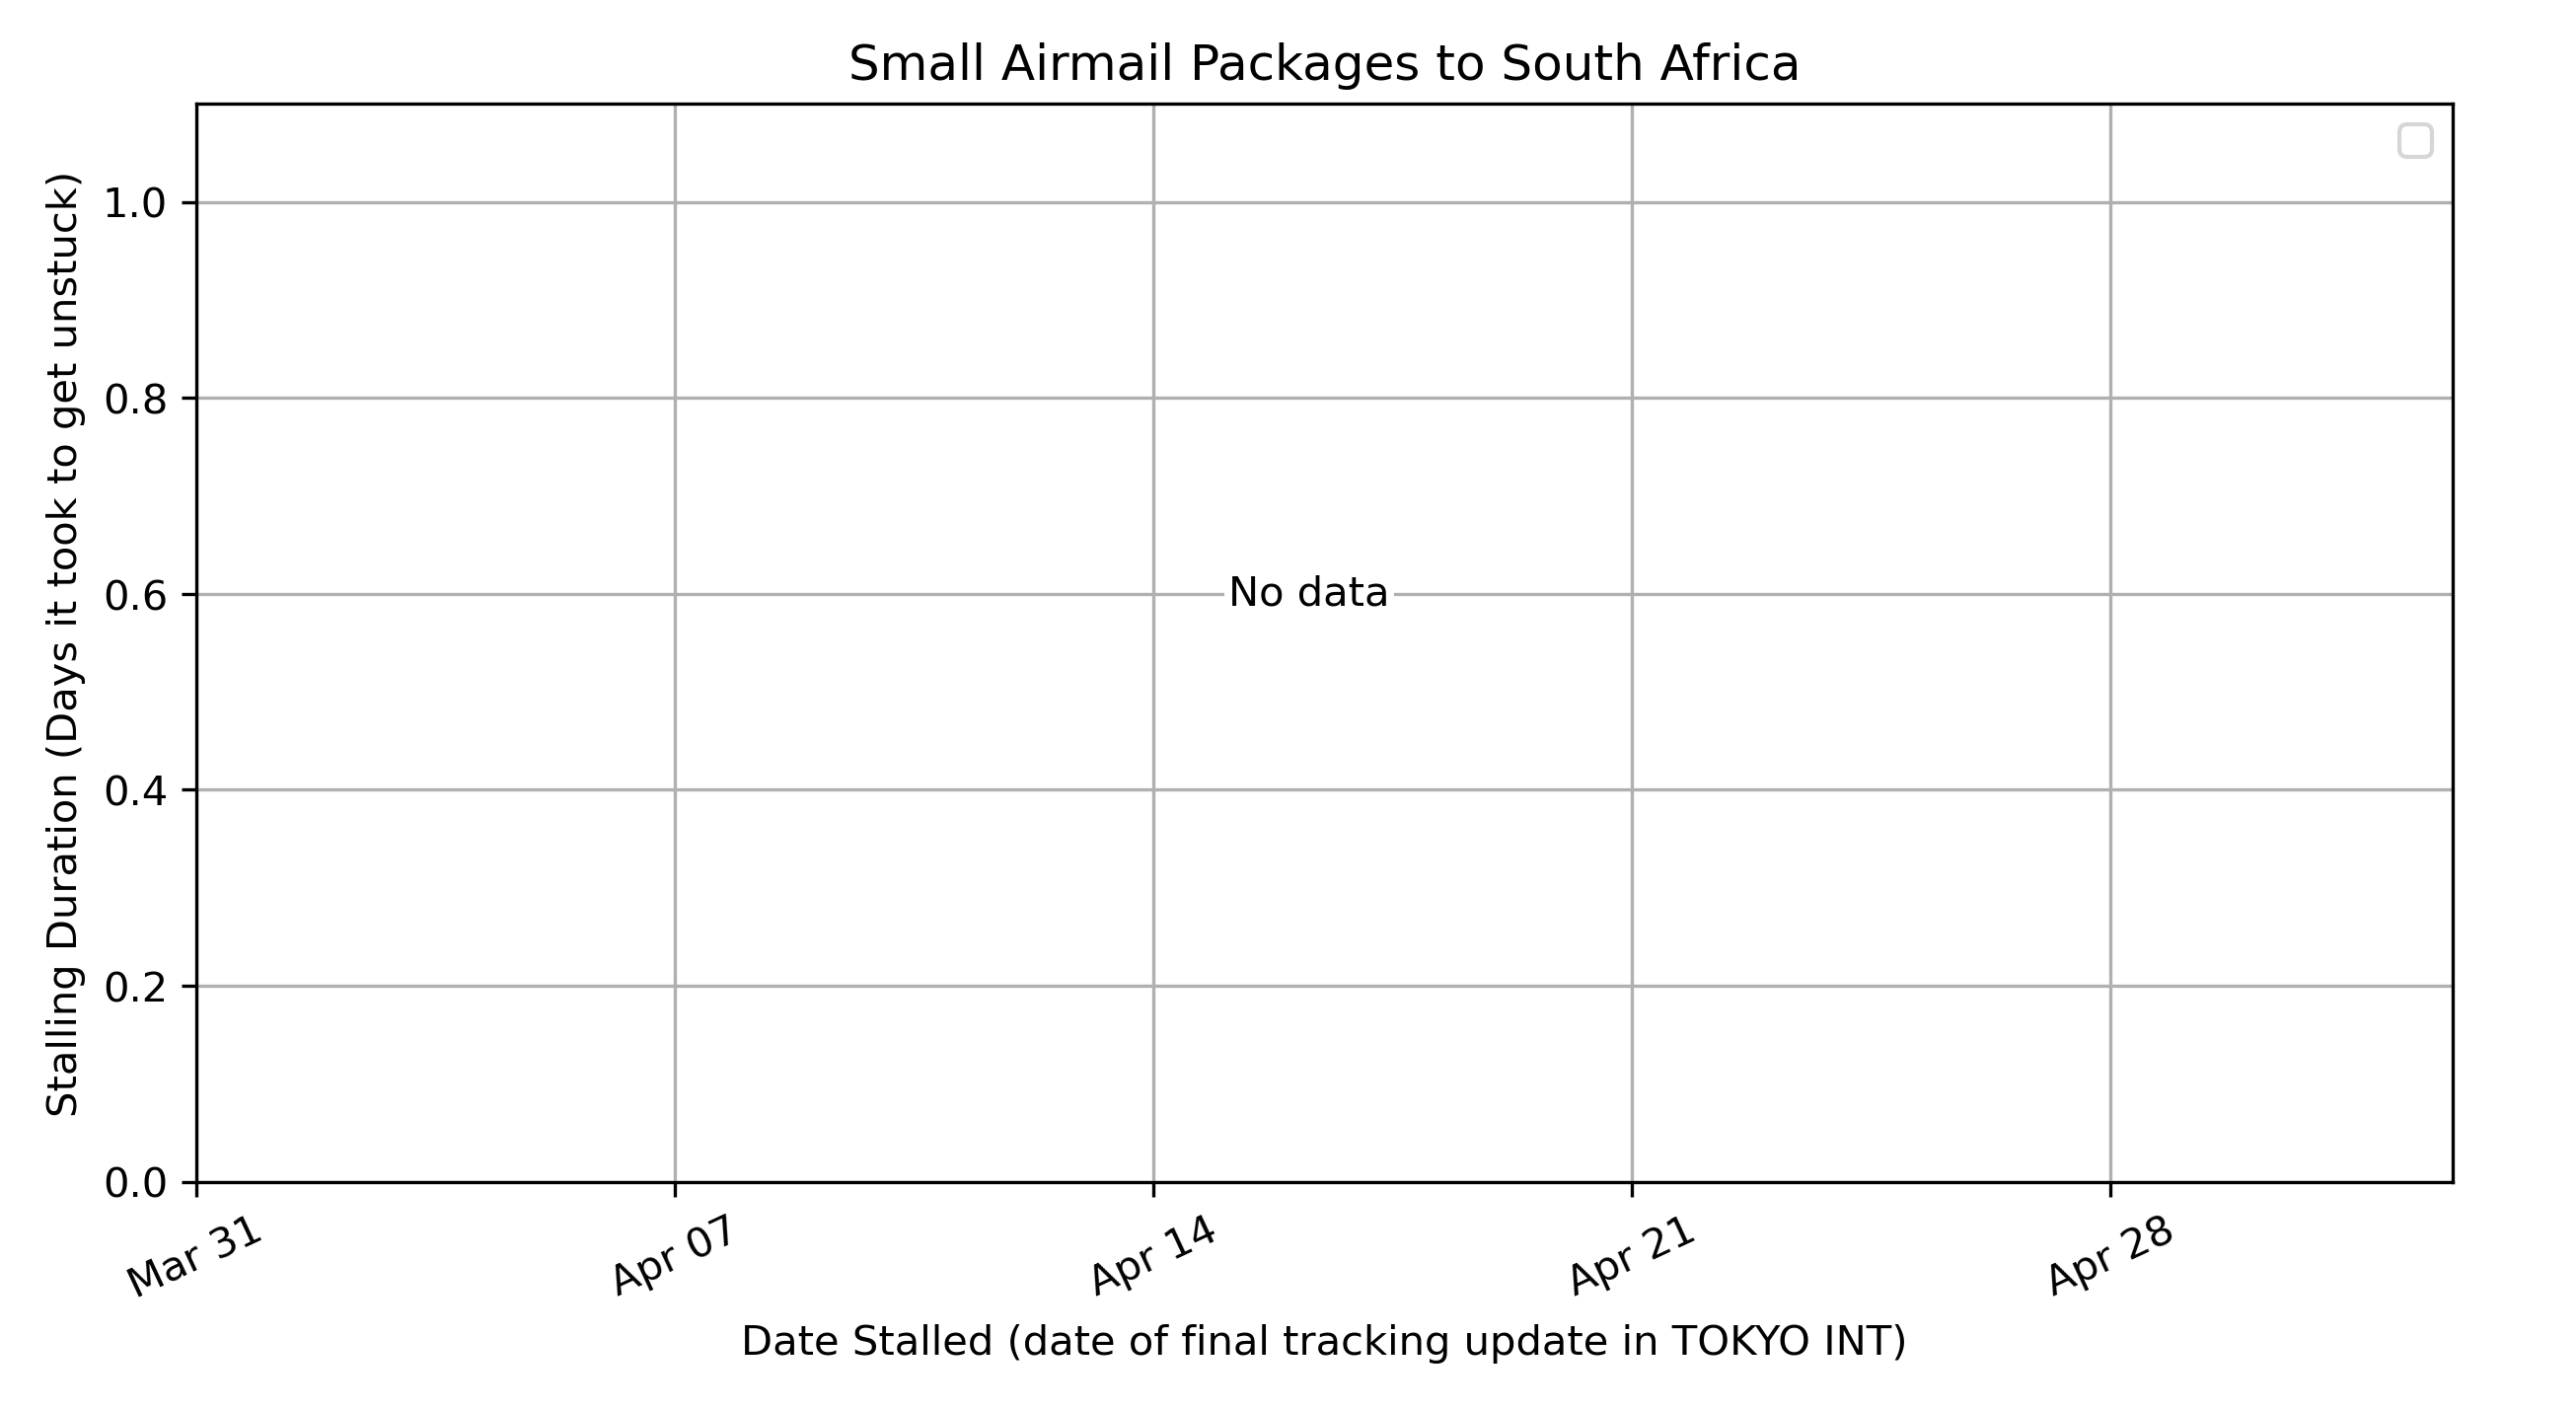 Small Airmail Packages to South Africa
Stalling Duration (Days it took to get unstuck)
1.0
0.8
0.6
0.4
0.2
0.0
No data
Mar 31
Apr 07
Apr 14
Apr 21
Apr 28
Date Stalled (date of final tracking update in TOKYO INT)